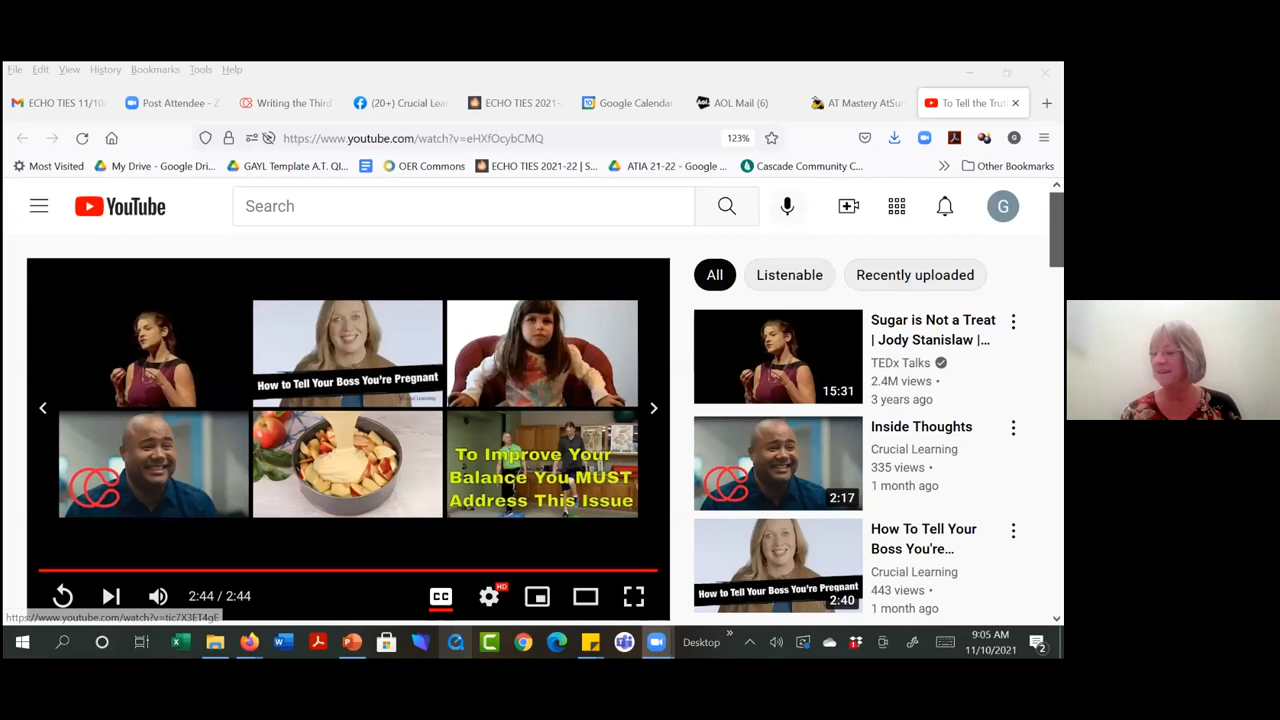 File Edit View History Bookmarks Tools Help
ECHO TIES 11/10/
Post Attendee - Z
Writing the Third
(20+) Crucial Lea
ECHO TIES 2021-
Google Calendar
AOL Mail (6)
AT Mastery AtSu
To Tell the Trut
https://www.youtube.com/watch?v=eHXfOcybCMQ
123%
Most Visited
My Drive - Google Dri...
GAYL Template A.T. QI...
OER Commons
ECHO TIES 2021-22 | S...
ATIA 21-22 - Google ...
Cascade Community C...
Other Bookmarks
YouTube
Search
G
All
Listenable
Recently uploaded
How to Tell Your Boss You're Pregnant
To Improve Your
Balance You MUST
Address This Issue
2:44 / 2:44
CC
HD
https://www.youtube.com/watch?v=tic7X3ET4gE
Sugar is Not a Treat
| Jody Stanislaw |...
TEDx Talks
2.4M views •
3 years ago
15:31
Inside Thoughts
Crucial Learning
335 views •
1 month ago
2:17
How To Tell Your
Boss You're...
Crucial Learning
443 views •
1 month ago
How to Tell Your Boss You're Pregnant
2:40
Desktop
9:05 AM
11/10/2021
2